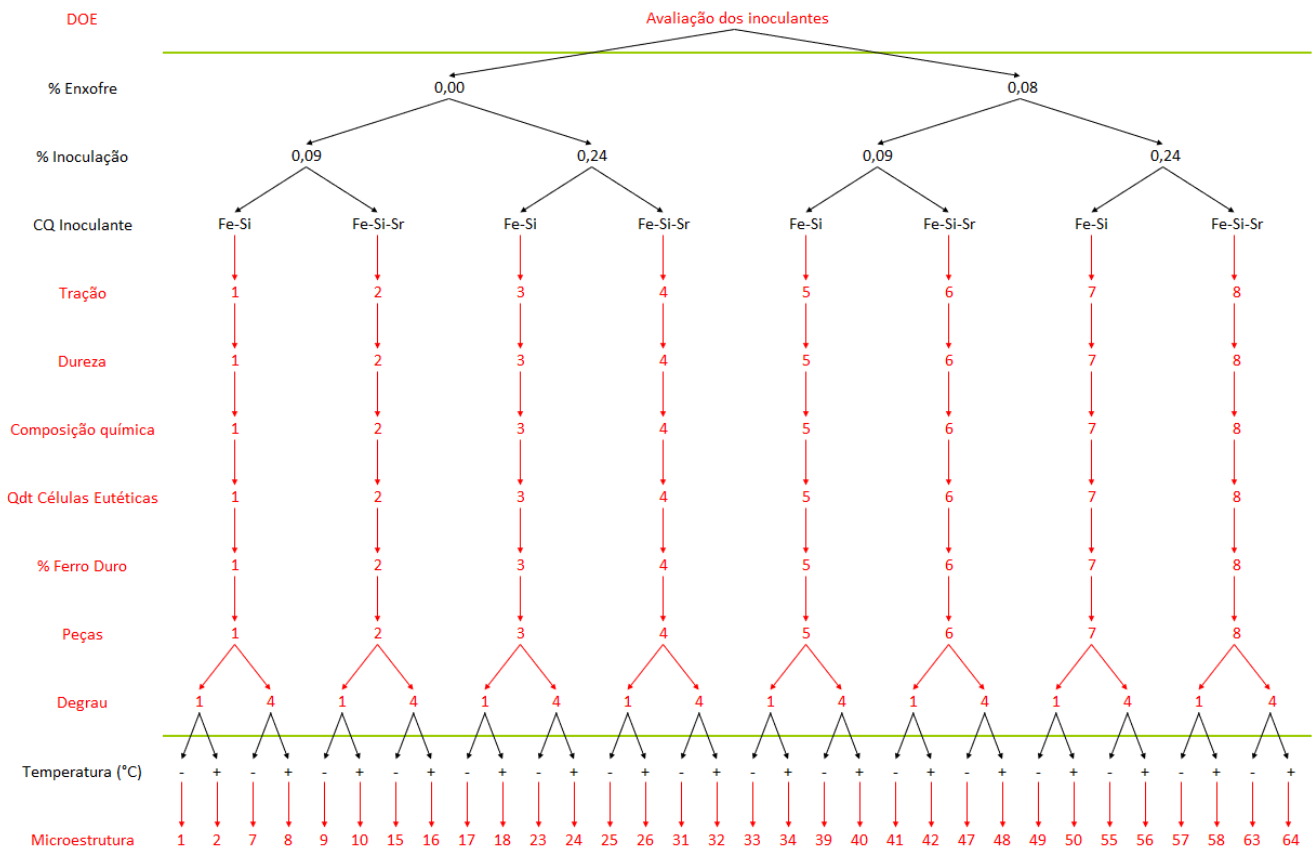 DOE Avaliação dos inoculantes
% Enxofre 0,00 0,08
% Inoculação 0,09 0,24 0,09 0,24
CQ Inoculante Fe-Si Fe-Si-Sr Fe-Si Fe-Si-Sr Fe-Si Fe-Si-Sr Fe-Si Fe-Si-Sr
Tração 1 2 3 4 5 6 7 8
Dureza 1 2 3 4 5 6 7 8
Composição química 1 2 3 4 5 6 7 8
Qdt Células Eutéticas 1 2 3 4 5 6 7 8
% Ferro Duro 1 2 3 4 5 6 7 8
Peças 1 2 3 4 5 6 7 8
Degrau 1 4 1 4 1 4 1 4 1 4 1 4 1 4 1 4
Temperatura (°C) - + - + - + - + - + - + - + - + - + - + - + - + - + - + - + - +
Microestrutura 1 2 7 8 9 10 15 16 17 18 23 24 25 26 31 32 33 34 39 40 41 42 47 48 49 50 55 56 57 58 63 64